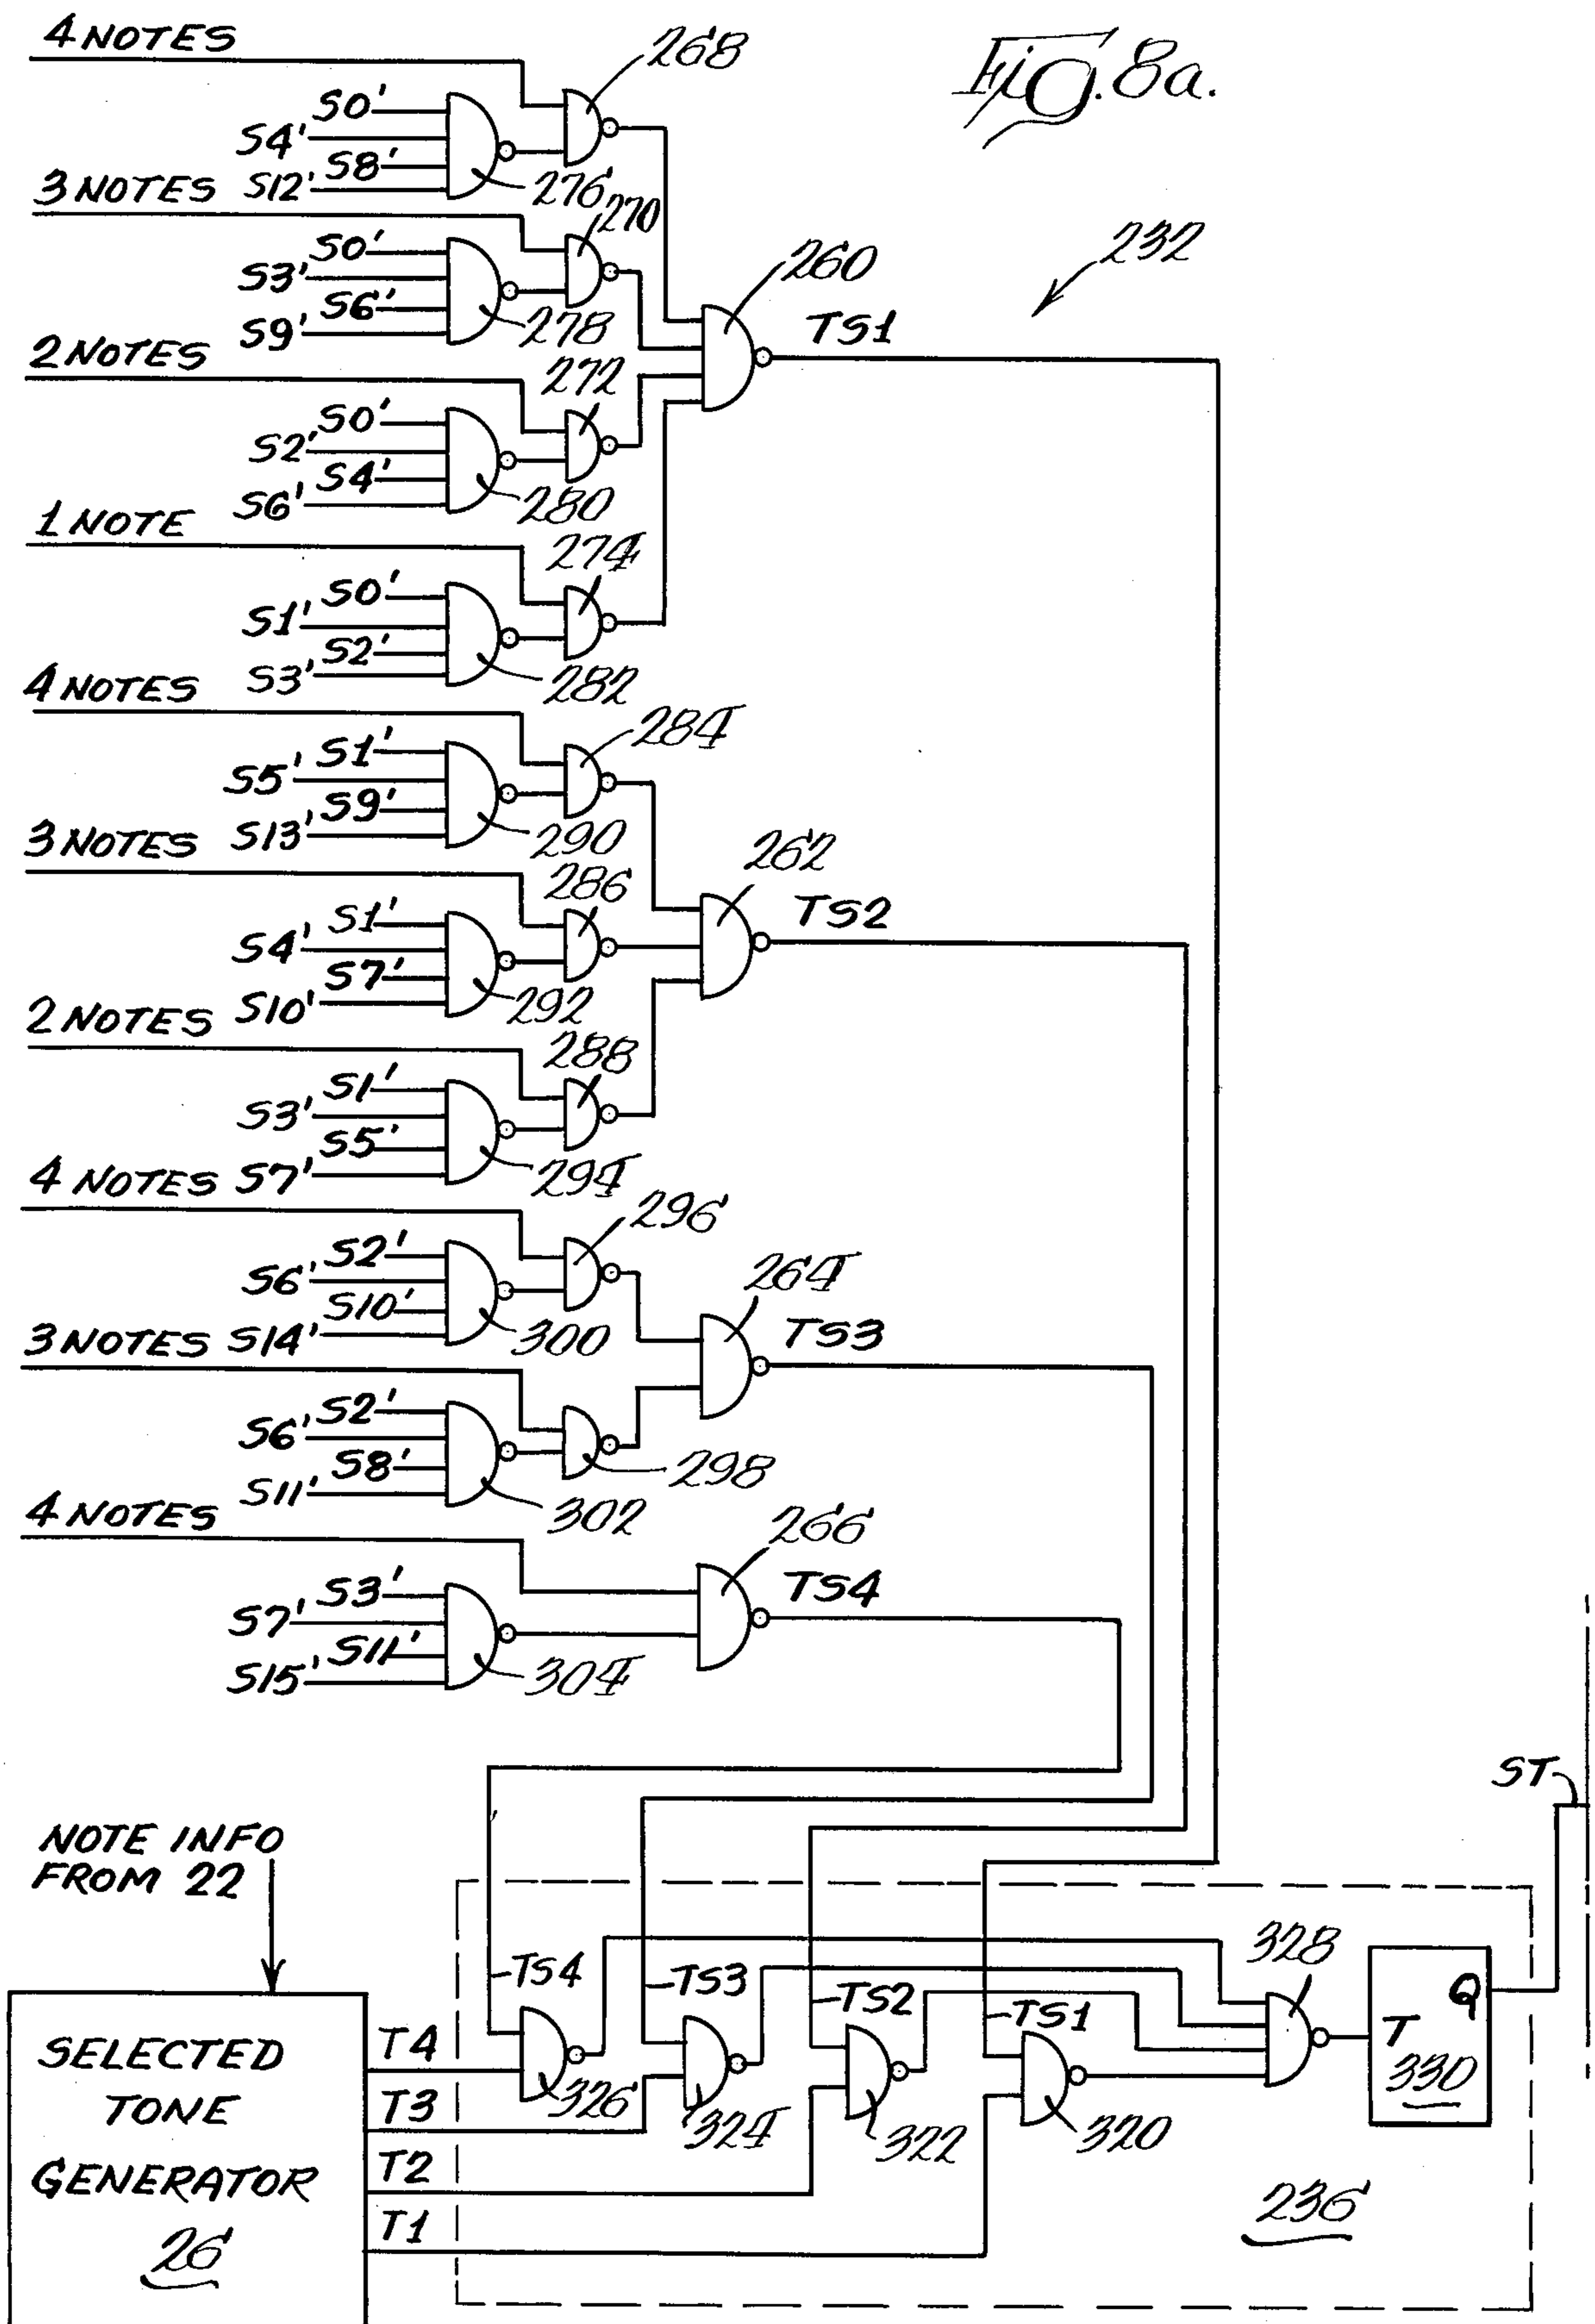 Fig. 8a.
4 NOTES
268
S0'
S4'
S8'
S12'
276
3 NOTES
270
232
S0'
S3'
S6'
S9'
278
260
TS1
2 NOTES
272
S0'
S2'
S4'
S6'
280
1 NOTE
274
S0'
S1'
S2'
S3'
282
4 NOTES
284
S1'
S5'
S9'
S13'
290
3 NOTES
286
262
TS2
S1'
S4'
S7'
S10'
292
2 NOTES
288
S1'
S3'
S5'
S7'
294
4 NOTES
296
S2'
S6'
S10'
S14'
300
264
TS3
3 NOTES
S2'
S6'
S8'
S11'
298
302
4 NOTES
266
TS4
S3'
S7'
S11'
S15'
304
ST
NOTE INFO
FROM 22
328
TS4
TS3
TS2
TS1
Q
T
330
SELECTED
TONE
GENERATOR
26
T4
T3
T2
T1
326
324
322
320
236